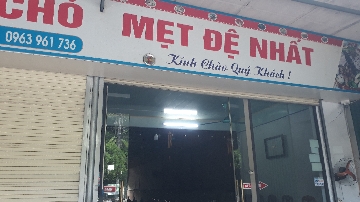 CHÓ MẸT ĐỆ NHẤT
0963 961 736
Kính Chào Quý Khách !